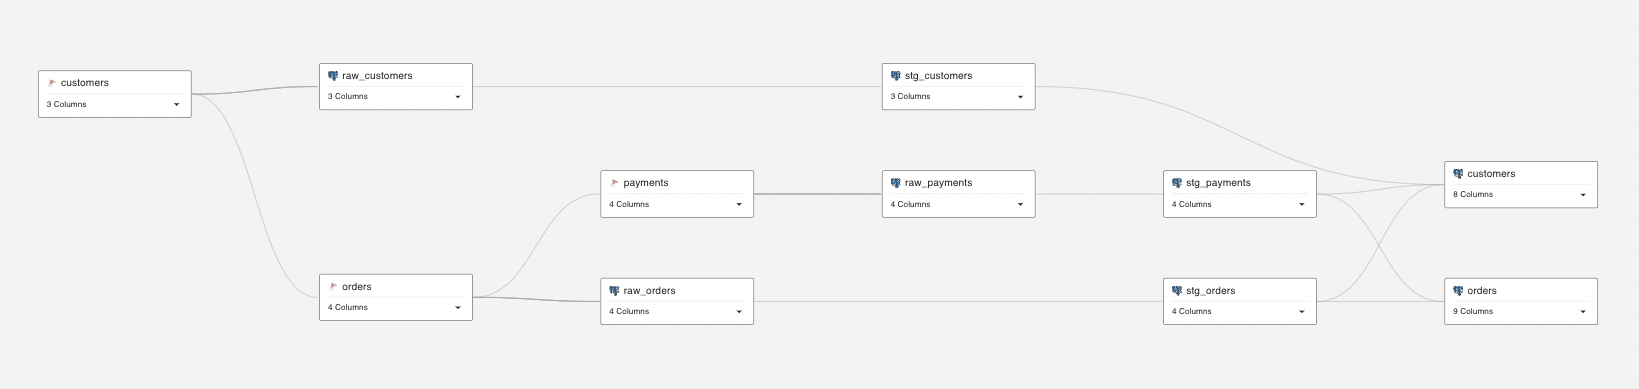 customers
3 Columns
raw_customers
3 Columns
stg_customers
3 Columns
payments
4 Columns
raw_payments
4 Columns
stg_payments
4 Columns
customers
8 Columns
orders
4 Columns
raw_orders
4 Columns
stg_orders
4 Columns
orders
9 Columns